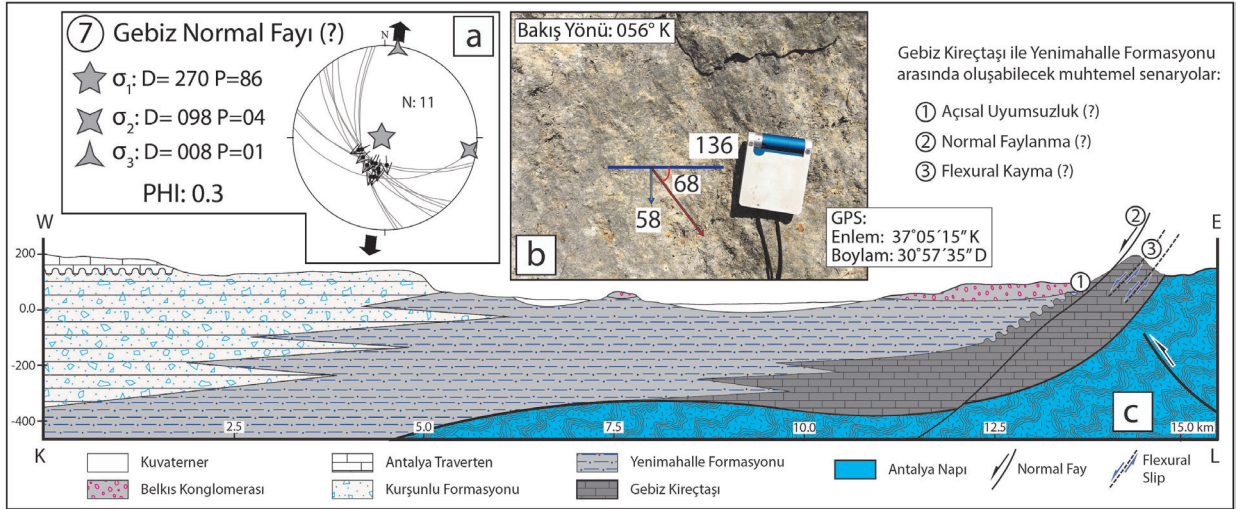 7 Gebiz Normal Fayı (?)
a
N
σ1: D= 270 P=86
σ2: D= 098 P=04
σ3: D= 008 P=01
PHI: 0.3
N: 11
Bakış Yönü: 056° K
136
68
58
b
GPS:
Enlem: 37°05´15˝ K
Boylam: 30°57´35˝ D
Gebiz Kireçtaşı ile Yenimahalle Formasyonu
arasında oluşabilecek muhtemel senaryolar:
1 Açısal Uyumsuzluk (?)
2 Normal Faylanma (?)
3 Flexural Kayma (?)
W
E
200
0.0
-200
-400
2
3
1
c
2.5
5.0
7.5
10.0
12.5
15.0 km
K
L
Kuvaterner
Antalya Traverten
Yenimahalle Formasyonu
Antalya Napı
Normal Fay
Flexural
Slip
Belkıs Konglomerası
Kurşunlu Formasyonu
Gebiz Kireçtaşı